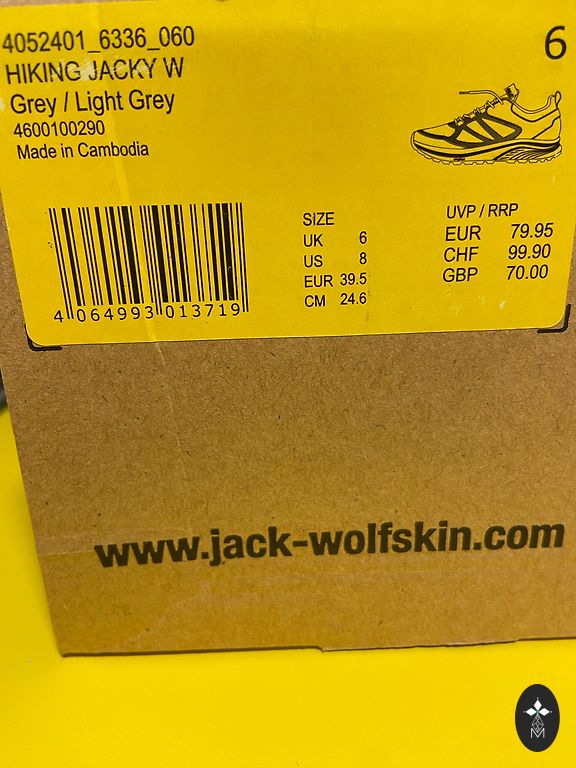 4052401_6336_060
6
HIKING JACKY W
Grey / Light Grey
4600100290
Made in Cambodia
4 064993 013719
SIZE
UK 6
US 8
EUR 39.5
CM 24.6
UVP / RRP
EUR 79.95
CHF 99.90
GBP 70.00
www.jack-wolfskin.com
M